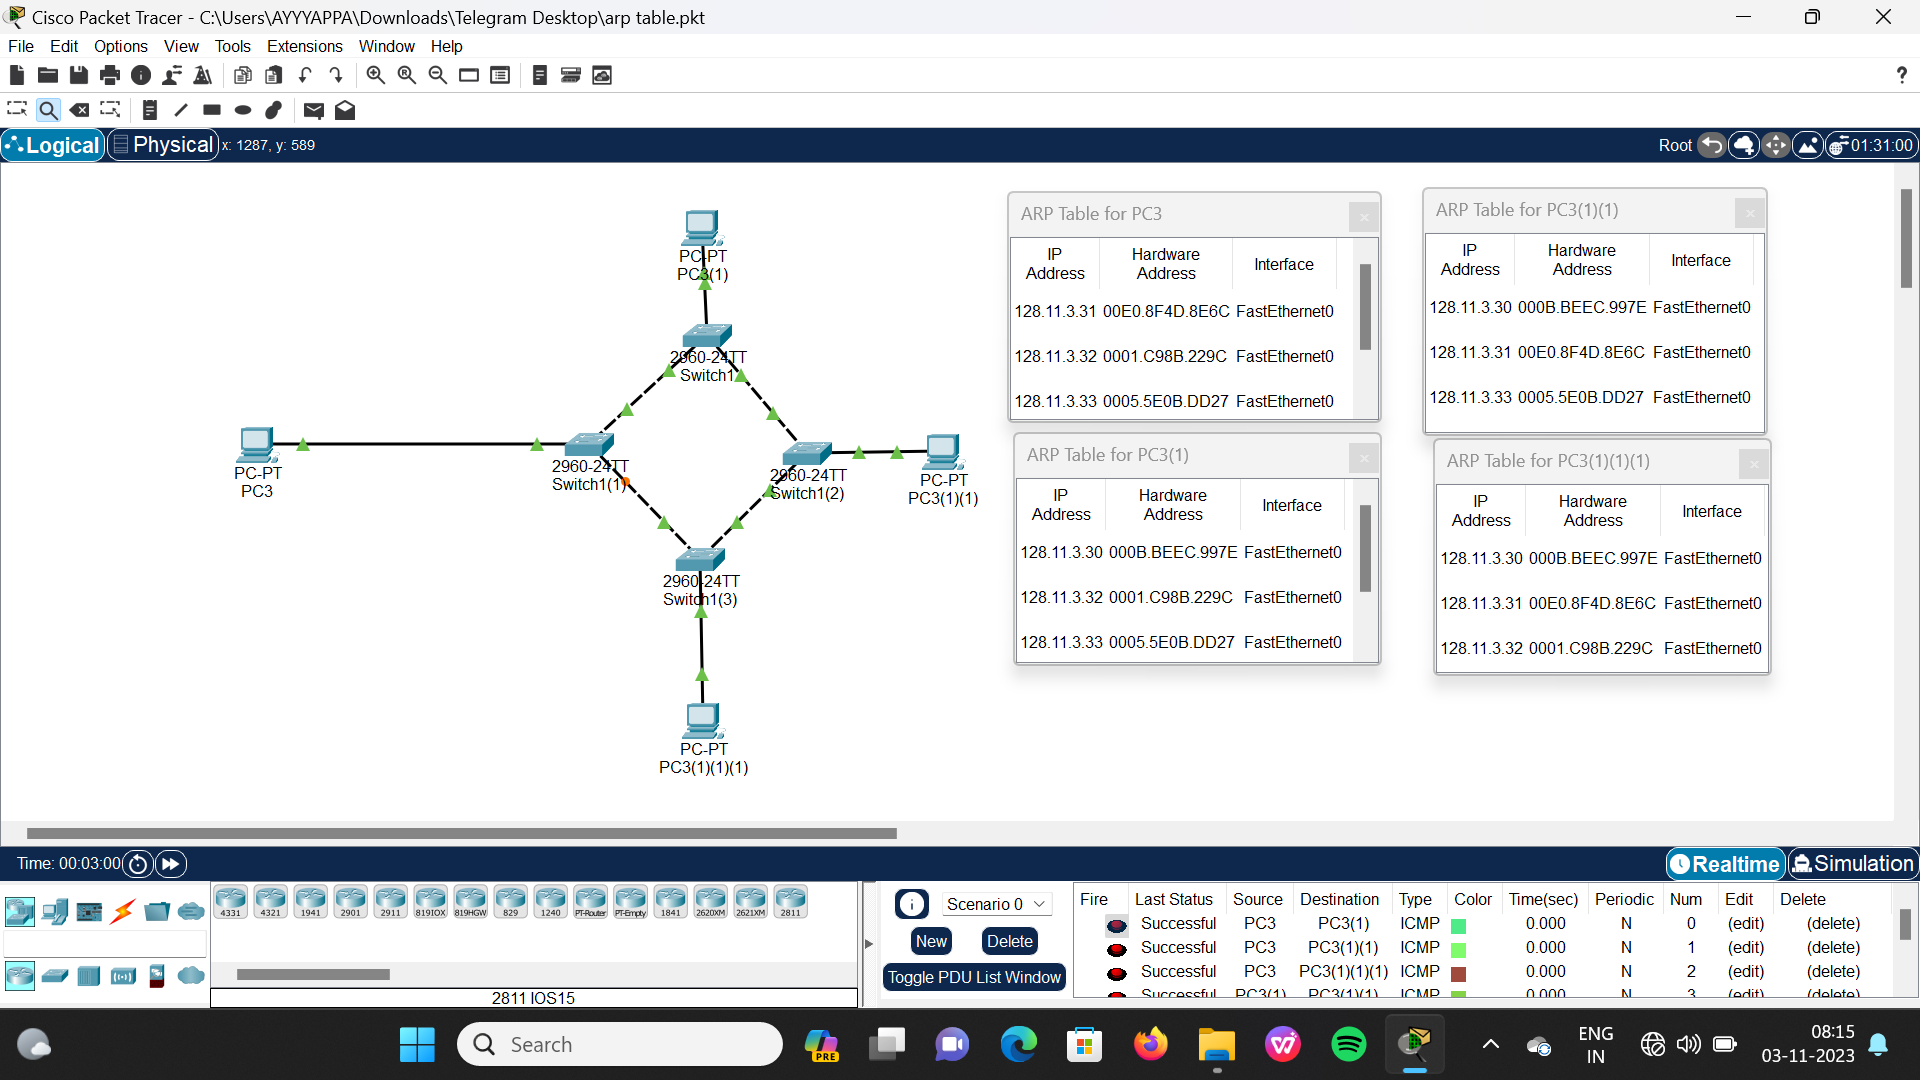 Cisco Packet Tracer - C:\Users\AYYYAPPA\Downloads\Telegram Desktop\arp table.pkt
File Edit Options View Tools Extensions Window Help
?
Logical Physical x: 1287, y: 589 Root 01:31:00
PC-PT
PC3(1)
2960-24TT
Switch1
PC-PT
PC3
2960-24TT
Switch1(1)
2960-24TT
Switch1(2)
PC-PT
PC3(1)(1)
2960-24TT
Switch1(3)
PC-PT
PC3(1)(1)(1)
ARP Table for PC3
IP Address Hardware Address Interface
128.11.3.31 00E0.8F4D.8E6C FastEthernet0
128.11.3.32 0001.C98B.229C FastEthernet0
128.11.3.33 0005.5E0B.DD27 FastEthernet0
ARP Table for PC3(1)(1)
IP Address Hardware Address Interface
128.11.3.30 000B.BEEC.997E FastEthernet0
128.11.3.31 00E0.8F4D.8E6C FastEthernet0
128.11.3.33 0005.5E0B.DD27 FastEthernet0
ARP Table for PC3(1)
IP Address Hardware Address Interface
128.11.3.30 000B.BEEC.997E FastEthernet0
128.11.3.32 0001.C98B.229C FastEthernet0
128.11.3.33 0005.5E0B.DD27 FastEthernet0
ARP Table for PC3(1)(1)(1)
IP Address Hardware Address Interface
128.11.3.30 000B.BEEC.997E FastEthernet0
128.11.3.31 00E0.8F4D.8E6C FastEthernet0
128.11.3.32 0001.C98B.229C FastEthernet0
Time: 00:03:00 Realtime Simulation
4331 4321 1941 2901 2911 819IOX 819HGW 829 1240 PT-Router PT-Empty 1841 2620XM 2621XM 2811
2811 IOS15
Scenario 0
New Delete
Toggle PDU List Window
Fire Last Status Source Destination Type Color Time(sec) Periodic Num Edit Delete
Successful PC3 PC3(1) ICMP 0.000 N 0 (edit) (delete)
Successful PC3 PC3(1)(1) ICMP 0.000 N 1 (edit) (delete)
Successful PC3 PC3(1)(1)(1) ICMP 0.000 N 2 (edit) (delete)
Successful PC3(1) PC3(1)(1) ICMP 0.000 N 3 (edit) (delete)
Search
PRE
ENG
IN
08:15
03-11-2023